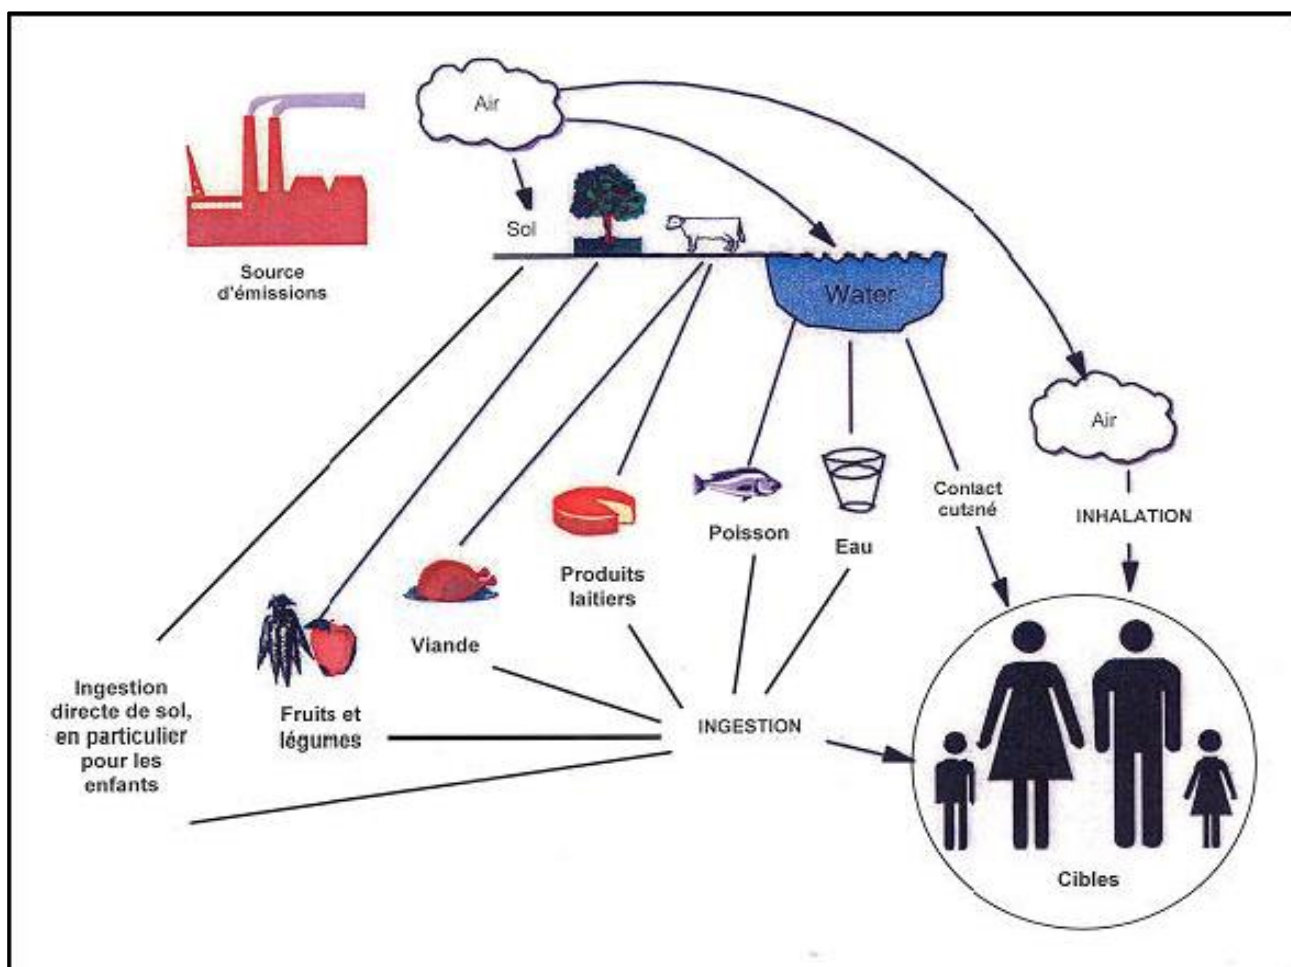 Air
Sol
Source
d'émissions
Water
Air
Contact
cutané
INHALATION
Poisson
Eau
Produits
laitiers
Viande
Ingestion
directe de sol,
en particulier
pour les
enfants
Fruits et
légumes
INGESTION
Cibles